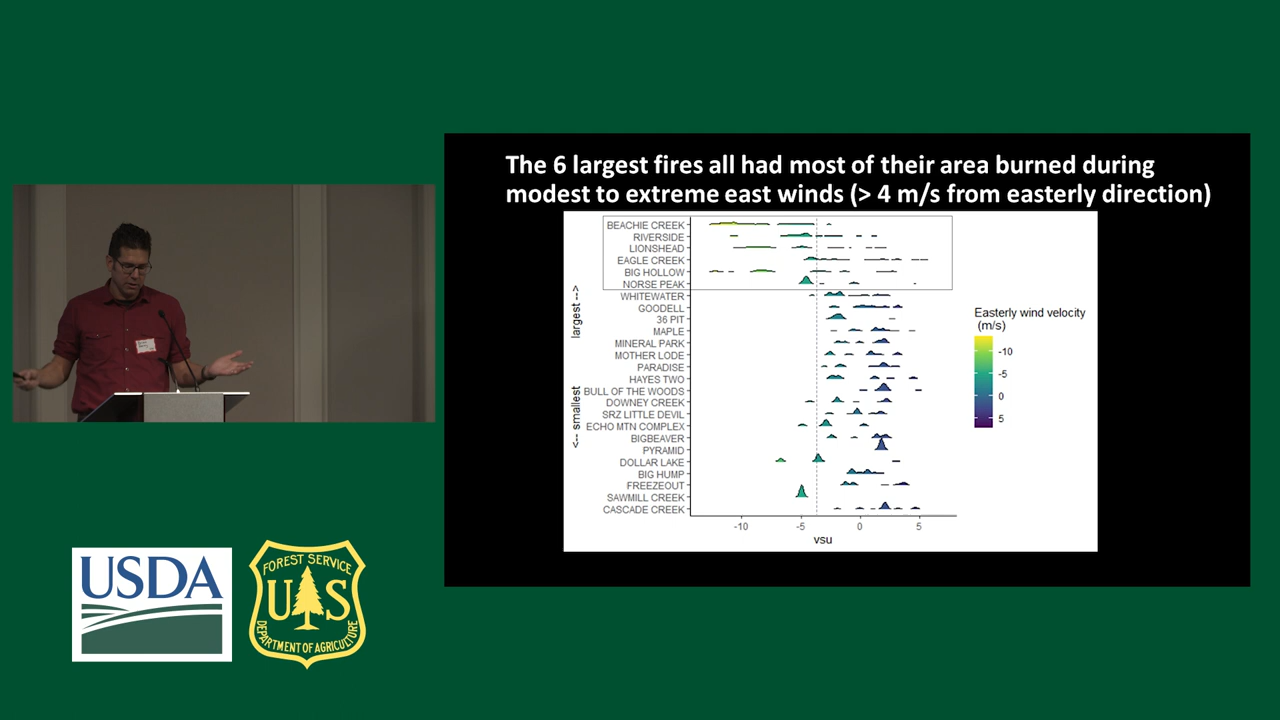 The 6 largest fires all had most of their area burned during
modest to extreme east winds (> 4 m/s from easterly direction)
BEACHIE CREEK
RIVERSIDE
LIONSHEAD
EAGLE CREEK
BIG HOLLOW
NORSE PEAK
WHITEWATER
GOODELL
36 PIT
MAPLE
MINERAL PARK
MOTHER LODE
PARADISE
HAYES TWO
BULL OF THE WOODS
DOWNEY CREEK
SRZ LITTLE DEVIL
ECHO MTN COMPLEX
BIGBEAVER
PYRAMID
DOLLAR LAKE
BIG HUMP
FREEZEOUT
SAWMILL CREEK
CASCADE CREEK
largest -->
<-- smallest
-10 -5 0 5
vsu
Easterly wind velocity
(m/s)
-10
-5
0
5
USDA
FOREST SERVICE
U S
DEPARTMENT OF AGRICULTURE